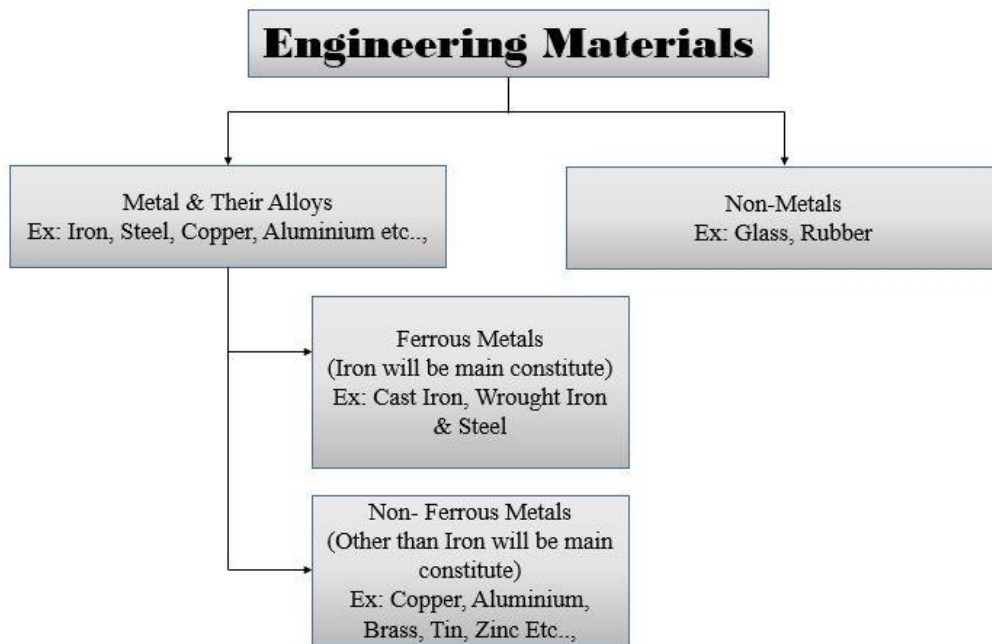 Engineering Materials
Metal & Their Alloys
Ex: Iron, Steel, Copper, Aluminium etc..,
Non-Metals
Ex: Glass, Rubber
Ferrous Metals
(Iron will be main constitute)
Ex: Cast Iron, Wrought Iron
& Steel
Non- Ferrous Metals
(Other than Iron will be main
constitute)
Ex: Copper, Aluminium,
Brass, Tin, Zinc Etc..,